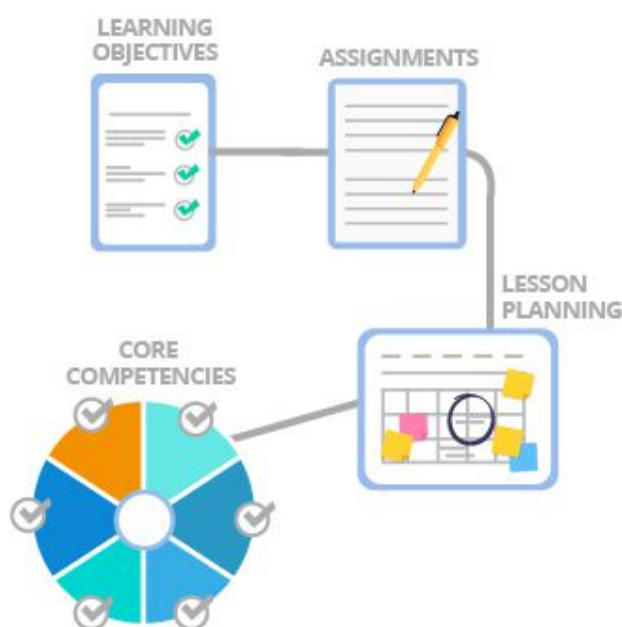 LEARNING
OBJECTIVES
ASSIGNMENTS
LESSON
PLANNING
CORE
COMPETENCIES